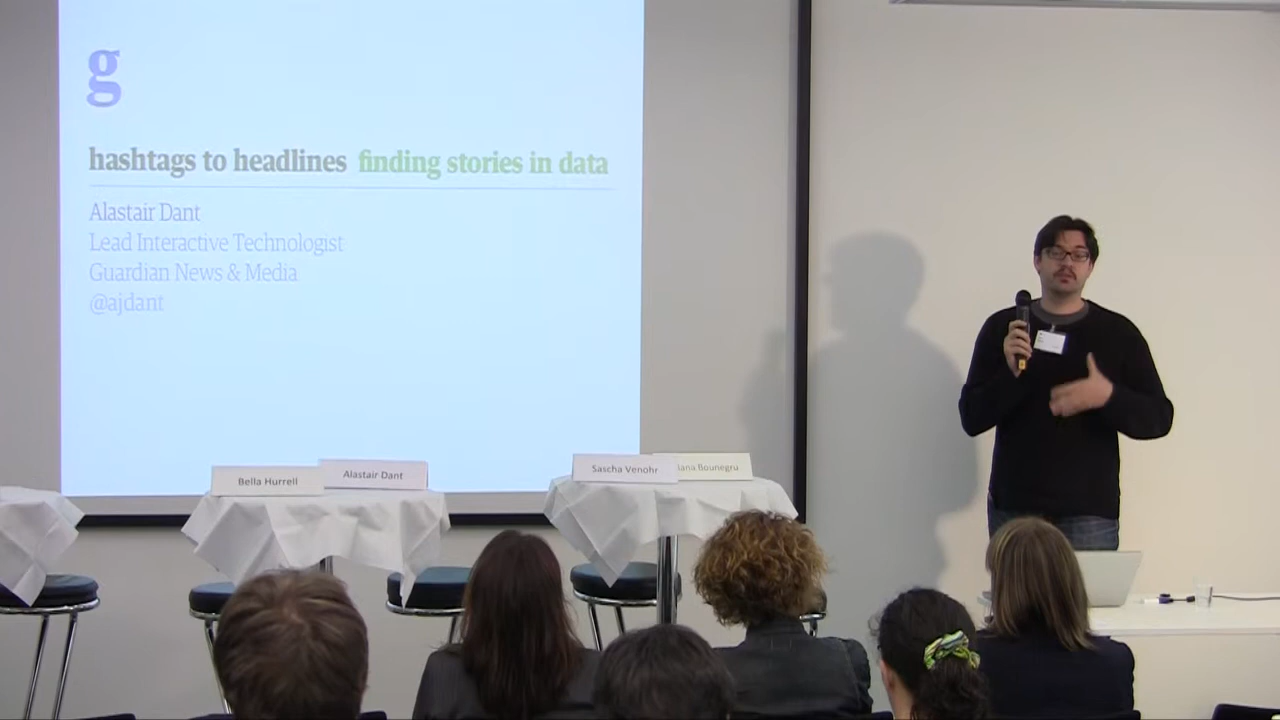 g
hashtags to headlines finding stories in data
Alastair Dant
Lead Interactive Technologist
Guardian News & Media
@ajdant
Bella Hurrell
Alastair Dant
Sascha Venohr
Bounegru